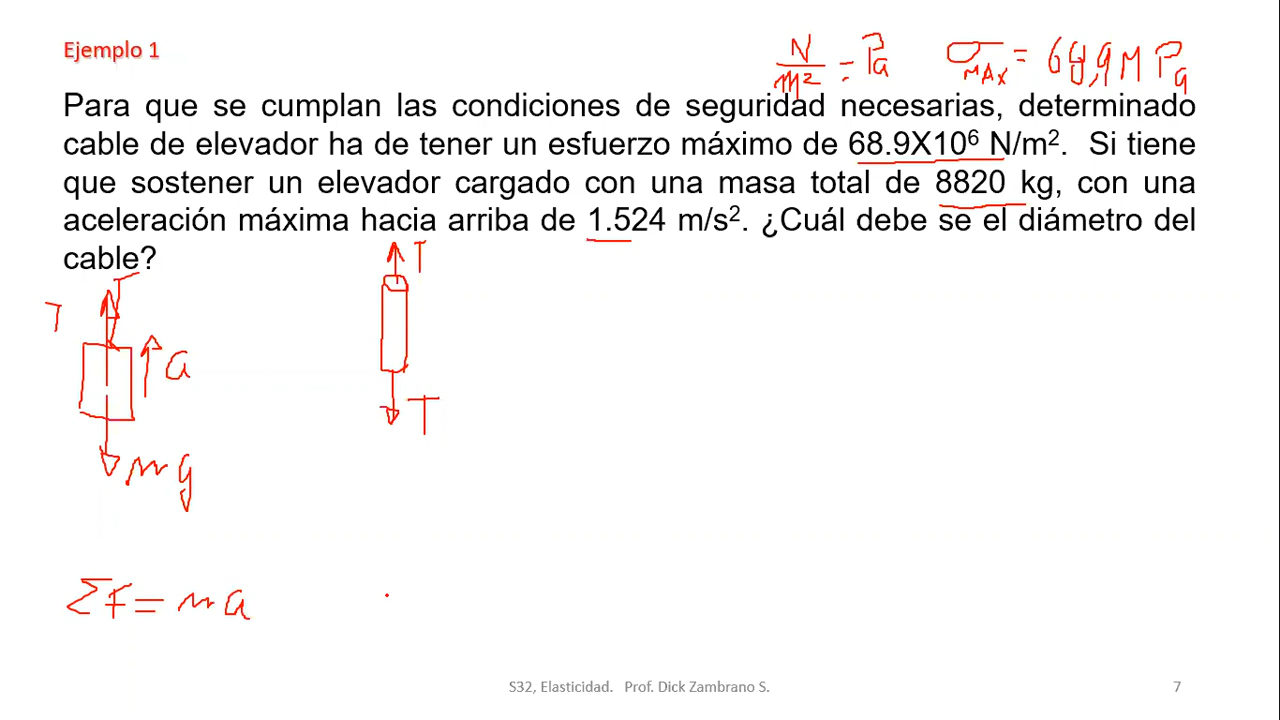 Ejemplo 1
N/m² = Pa
σMAX = 68,9 M Pa
Para que se cumplan las condiciones de seguridad necesarias, determinado
cable de elevador ha de tener un esfuerzo máximo de 68.9X10⁶ N/m². Si tiene
que sostener un elevador cargado con una masa total de 8820 kg, con una
aceleración máxima hacia arriba de 1.524 m/s². ¿Cuál debe se el diámetro del
cable?
T
T
T
a
T
mg
ΣF = ma
S32, Elasticidad. Prof. Dick Zambrano S.
7